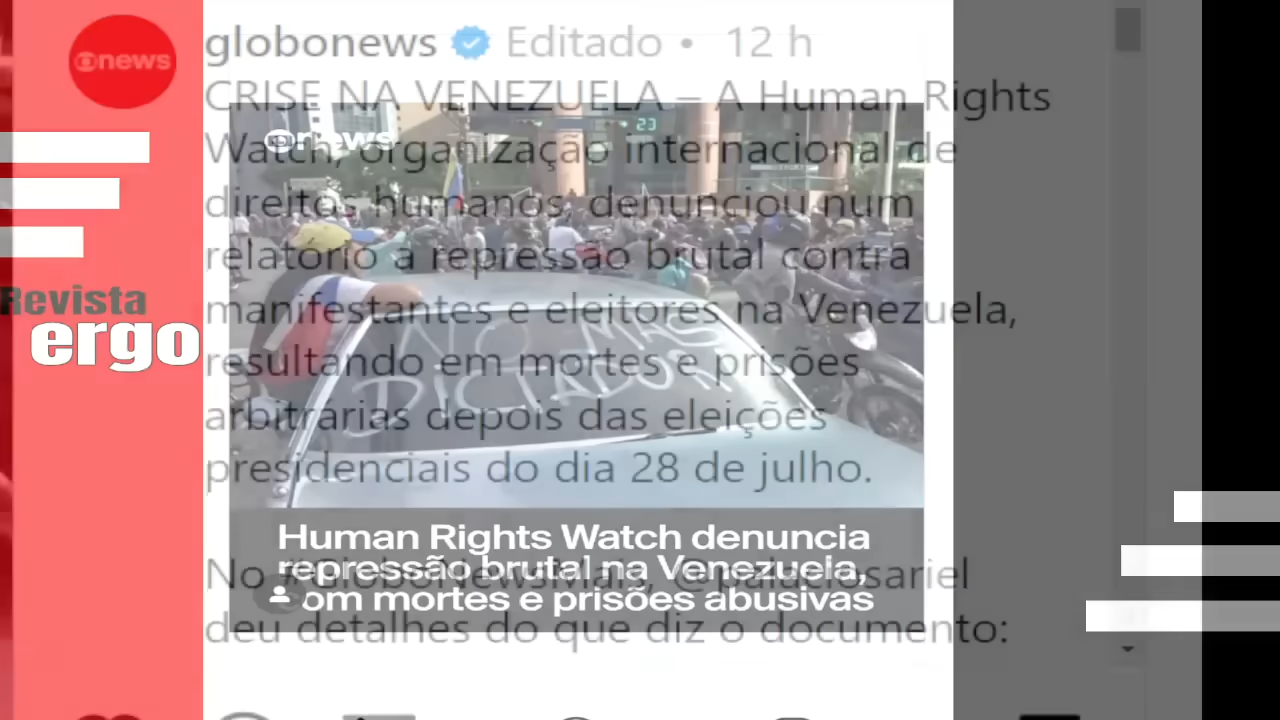 news
globonews Editado • 12 h
CRISE NA VENEZUELA – A Human Rights
Watch, organização internacional de
direitos humanos, denunciou num
relatório a repressão brutal contra
manifestantes e eleitores na Venezuela,
resultando em mortes e prisões
arbitrárias depois das eleições
presidenciais do dia 28 de julho.
No #GloboNewsMais, @palaciosariel
deu detalhes do que diz o documento:
news
23
NO MAS
DICTADOR
Human Rights Watch denuncia
repressão brutal na Venezuela,
om mortes e prisões abusivas
Revista
ergo